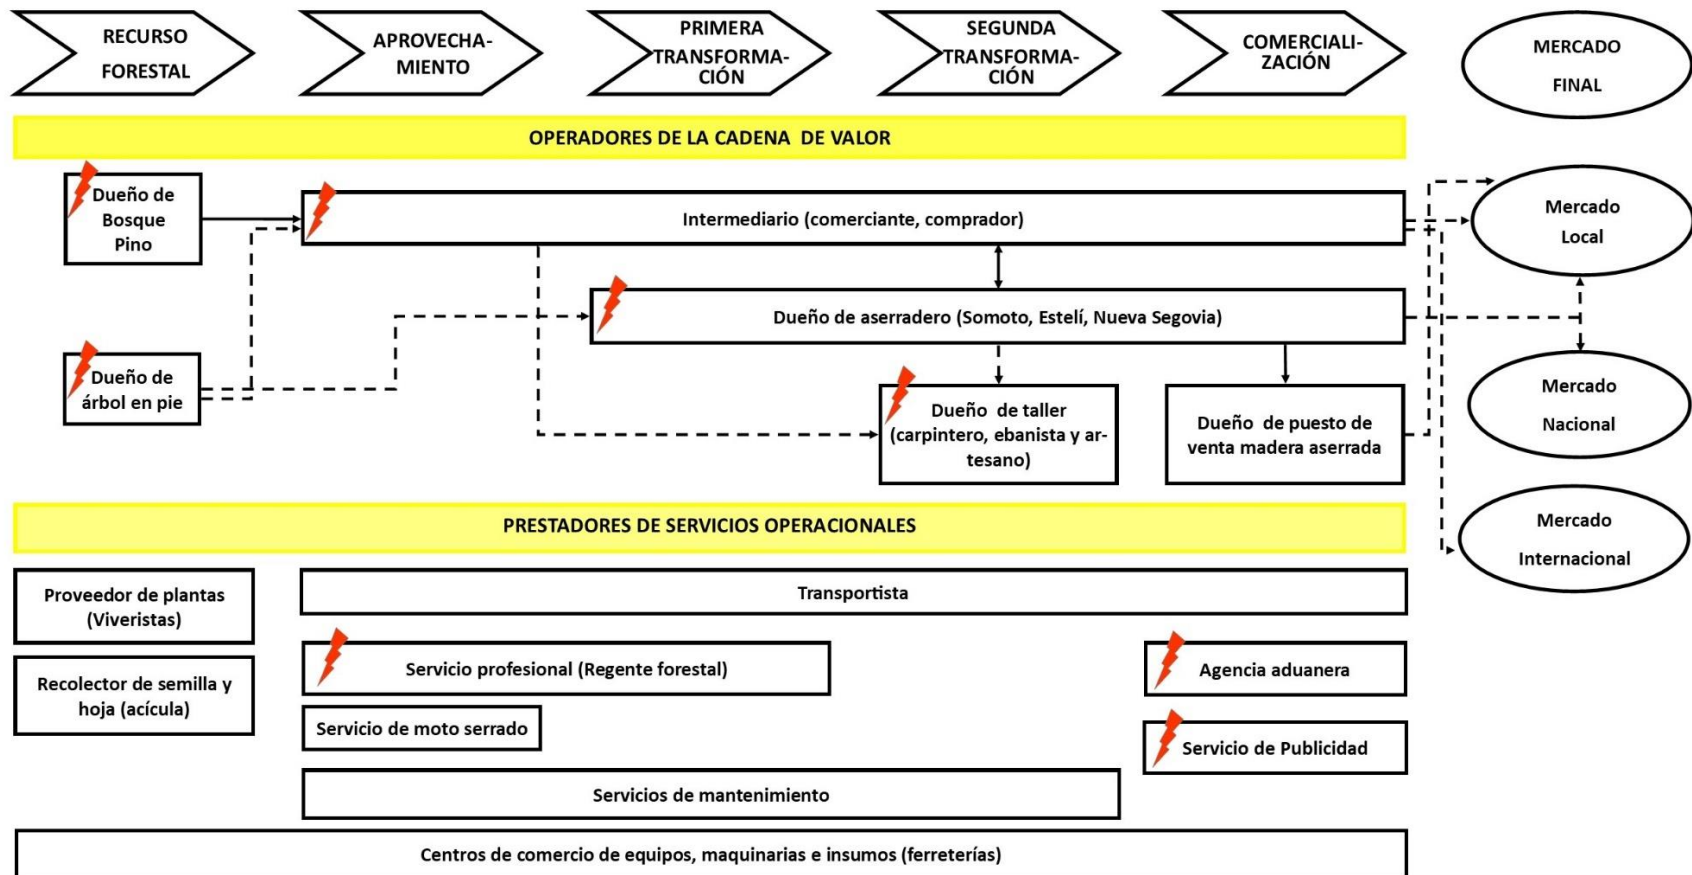 RECURSO
FORESTAL
APROVECHA-
MIENTO
PRIMERA
TRANSFORMA-
CIÓN
SEGUNDA
TRANSFORMA-
CIÓN
COMERCIALI-
ZACIÓN
MERCADO
FINAL
OPERADORES DE LA CADENA DE VALOR
Dueño de
Bosque
Pino
Intermediario (comerciante, comprador)
Mercado
Local
Dueño de aserradero (Somoto, Estelí, Nueva Segovia)
Dueño de
árbol en pie
Dueño de taller
(carpintero, ebanista y ar-
tesano)
Dueño de puesto de
venta madera aserrada
Mercado
Nacional
PRESTADORES DE SERVICIOS OPERACIONALES
Mercado
Internacional
Proveedor de plantas
(Viveristas)
Transportista
Recolector de semilla y
hoja (acícula)
Servicio profesional (Regente forestal)
Agencia aduanera
Servicio de moto serrado
Servicio de Publicidad
Servicios de mantenimiento
Centros de comercio de equipos, maquinarias e insumos (ferreterías)